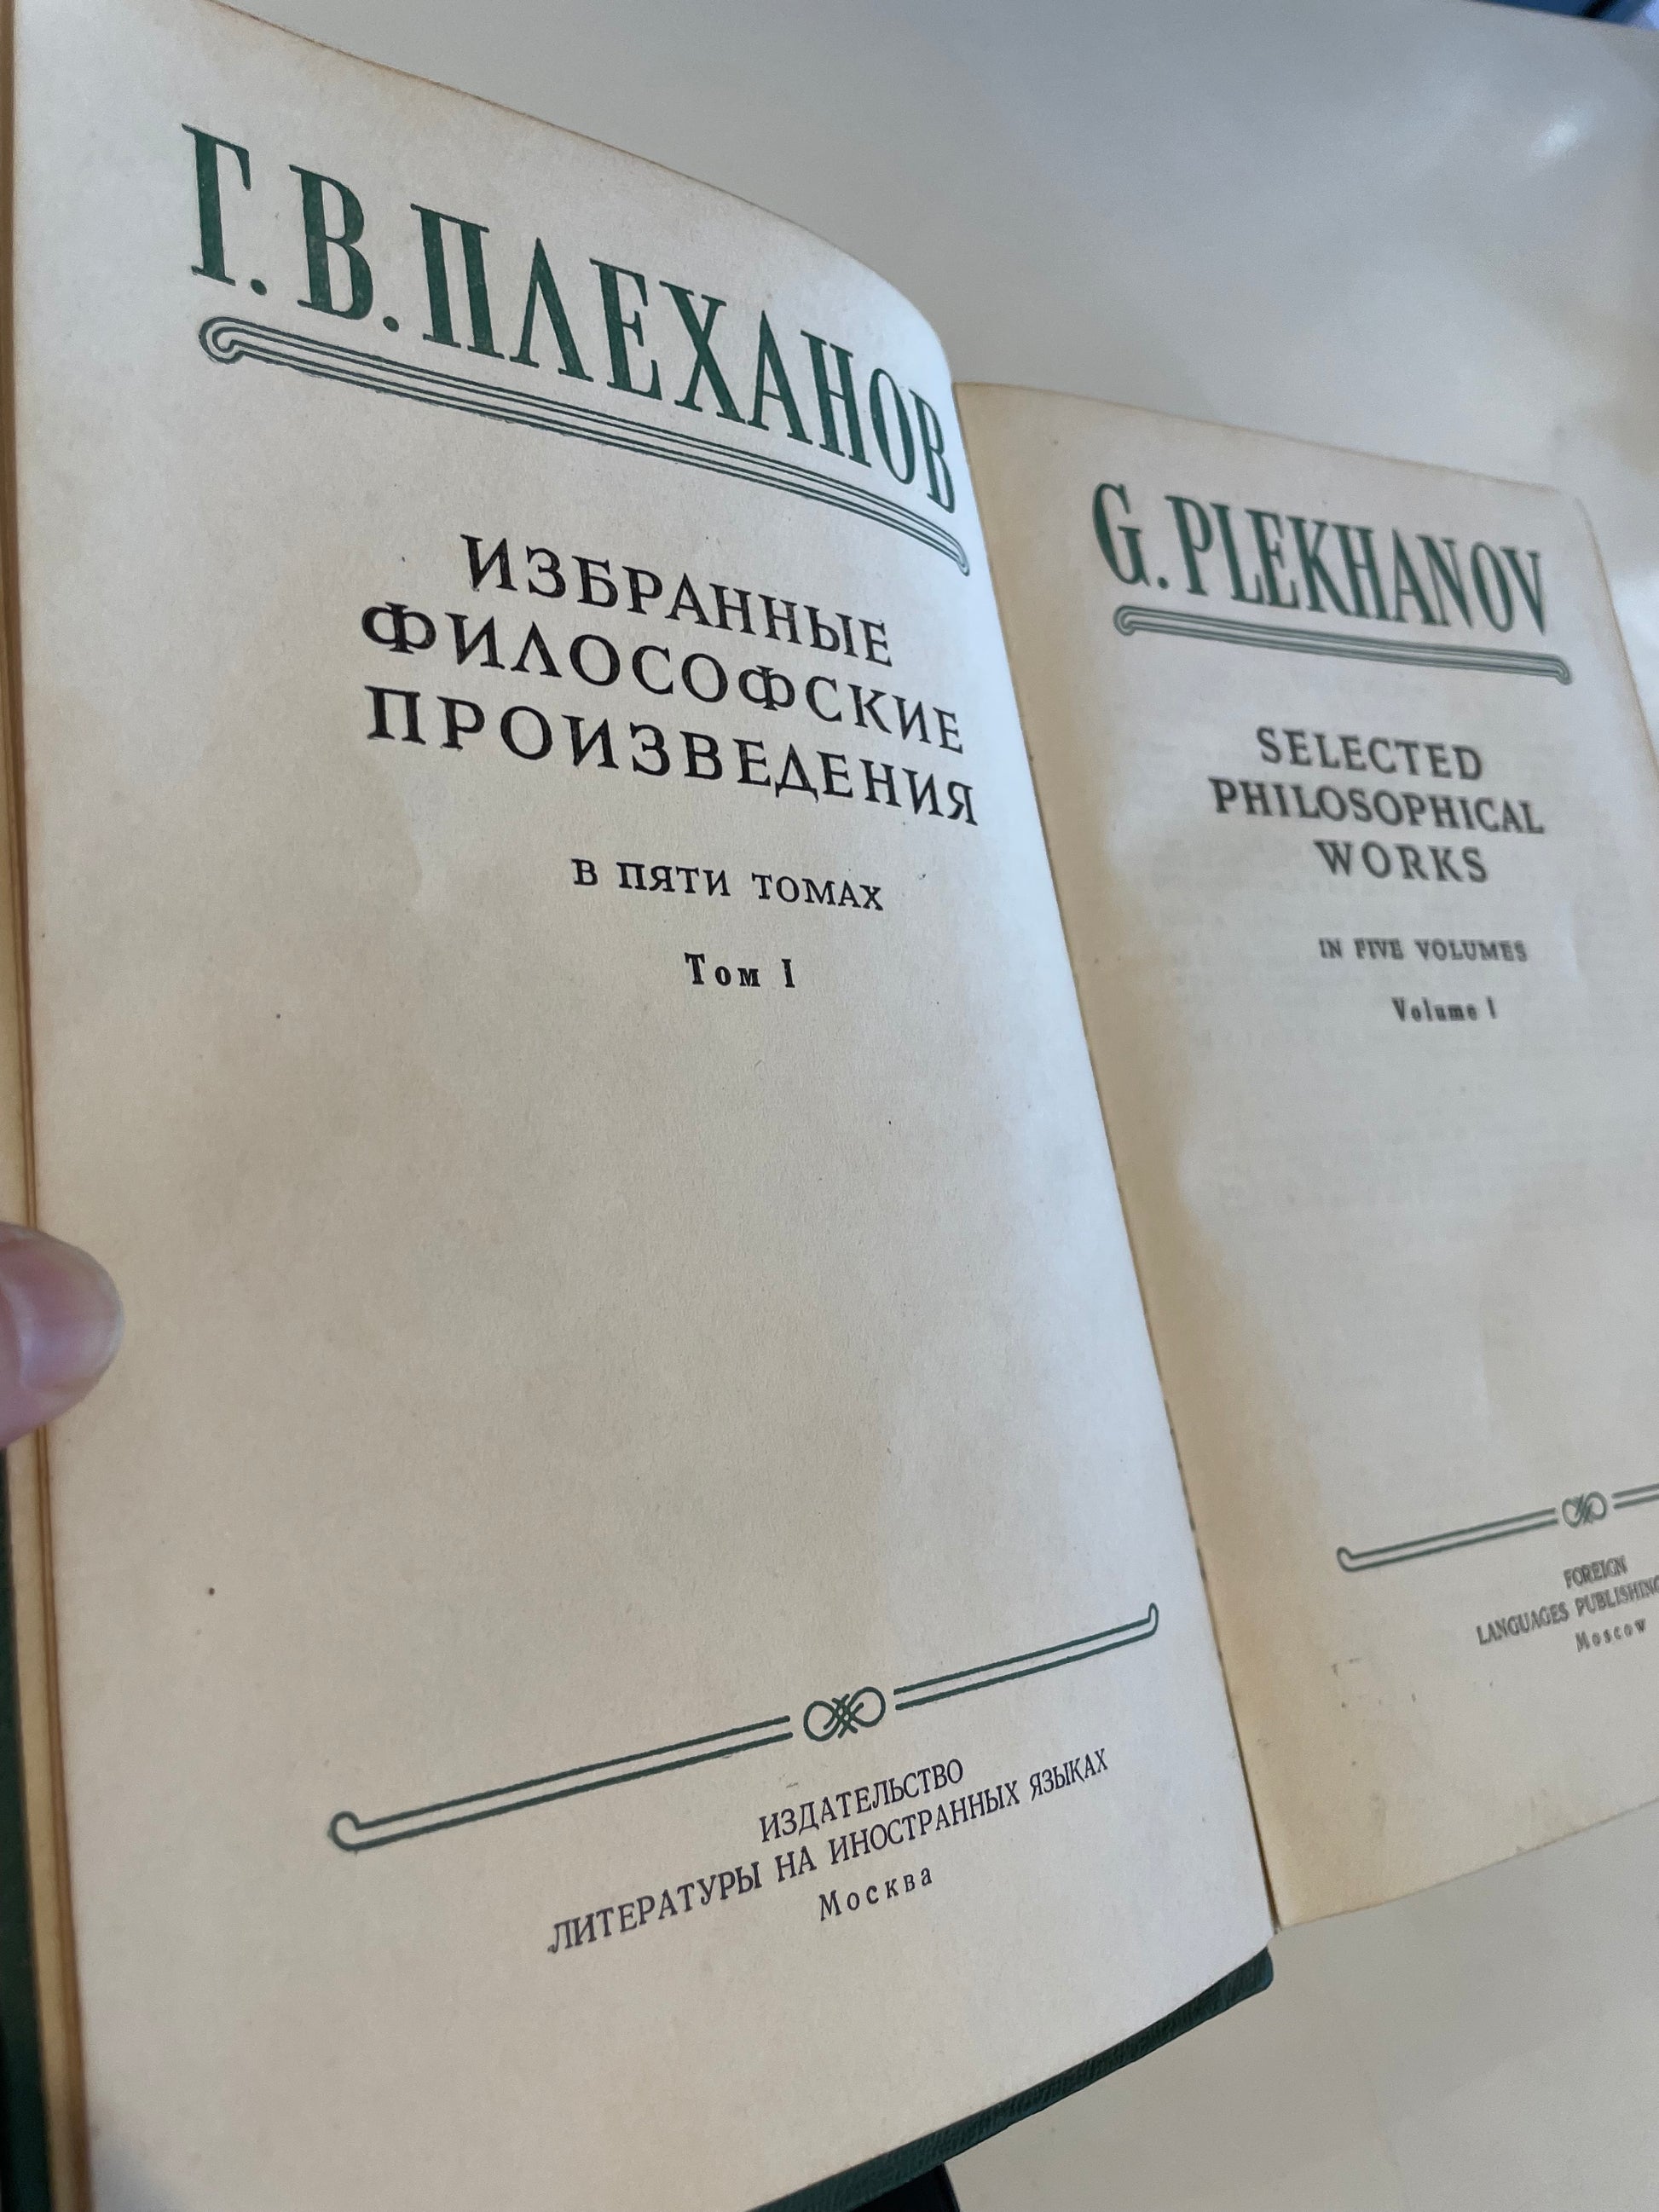 Г. В. ПЛЕХАНОВ
ИЗБРАННЫЕ
ФИЛОСОФСКИЕ
ПРОИЗВЕДЕНИЯ
В ПЯТИ ТОМАХ
Том I
ИЗДАТЕЛЬСТВО
ЛИТЕРАТУРЫ НА ИНОСТРАННЫХ ЯЗЫКАХ
Москва
G. PLEKHANOV
SELECTED
PHILOSOPHICAL
WORKS
IN FIVE VOLUMES
Volume I
FOREIGN
LANGUAGES PUBLISHING
Moscow